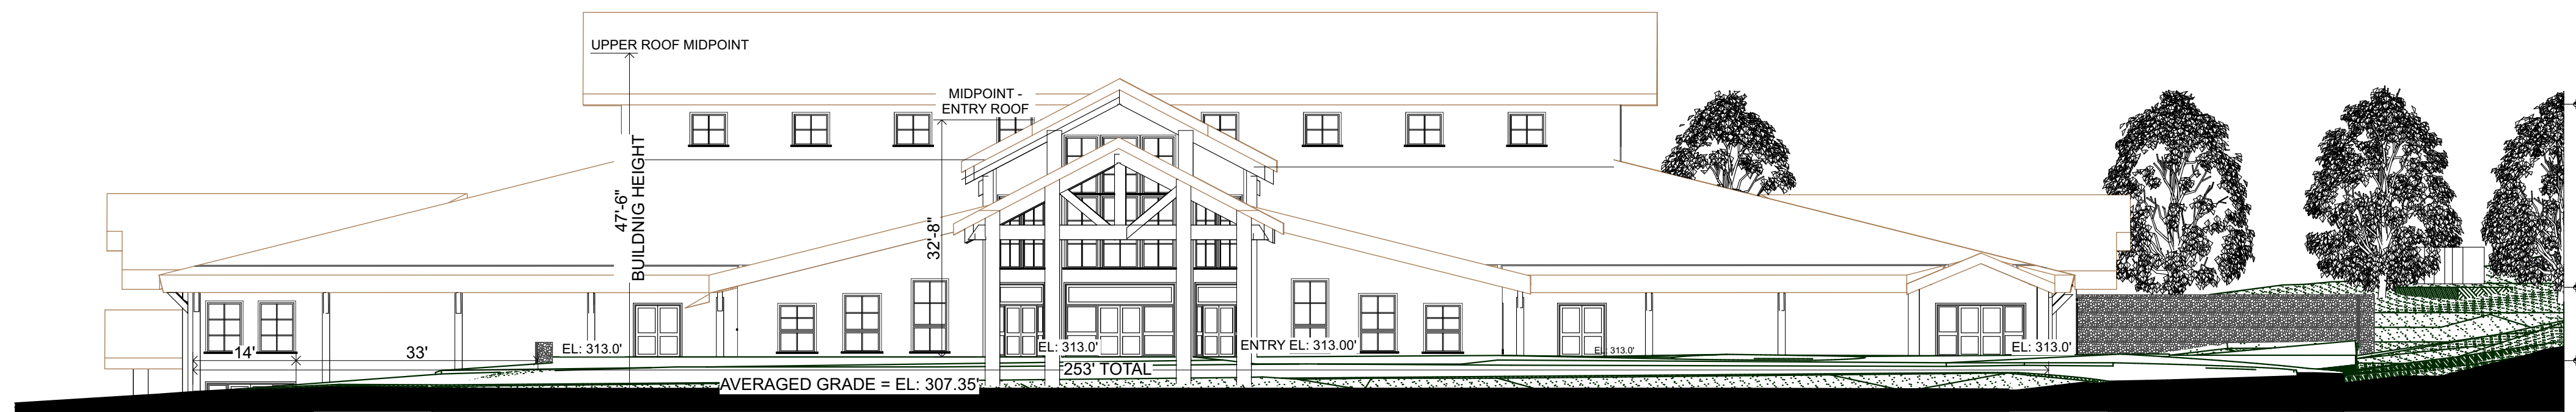 UPPER ROOF MIDPOINT
MIDPOINT -
ENTRY ROOF
47'-6"
BUILDNIG HEIGHT
32'-8"
14'
33'
EL: 313.0'
EL: 313.0'
ENTRY EL: 313.00'
EL: 313.0'
EL: 313.0'
253' TOTAL
AVERAGED GRADE = EL: 307.35'